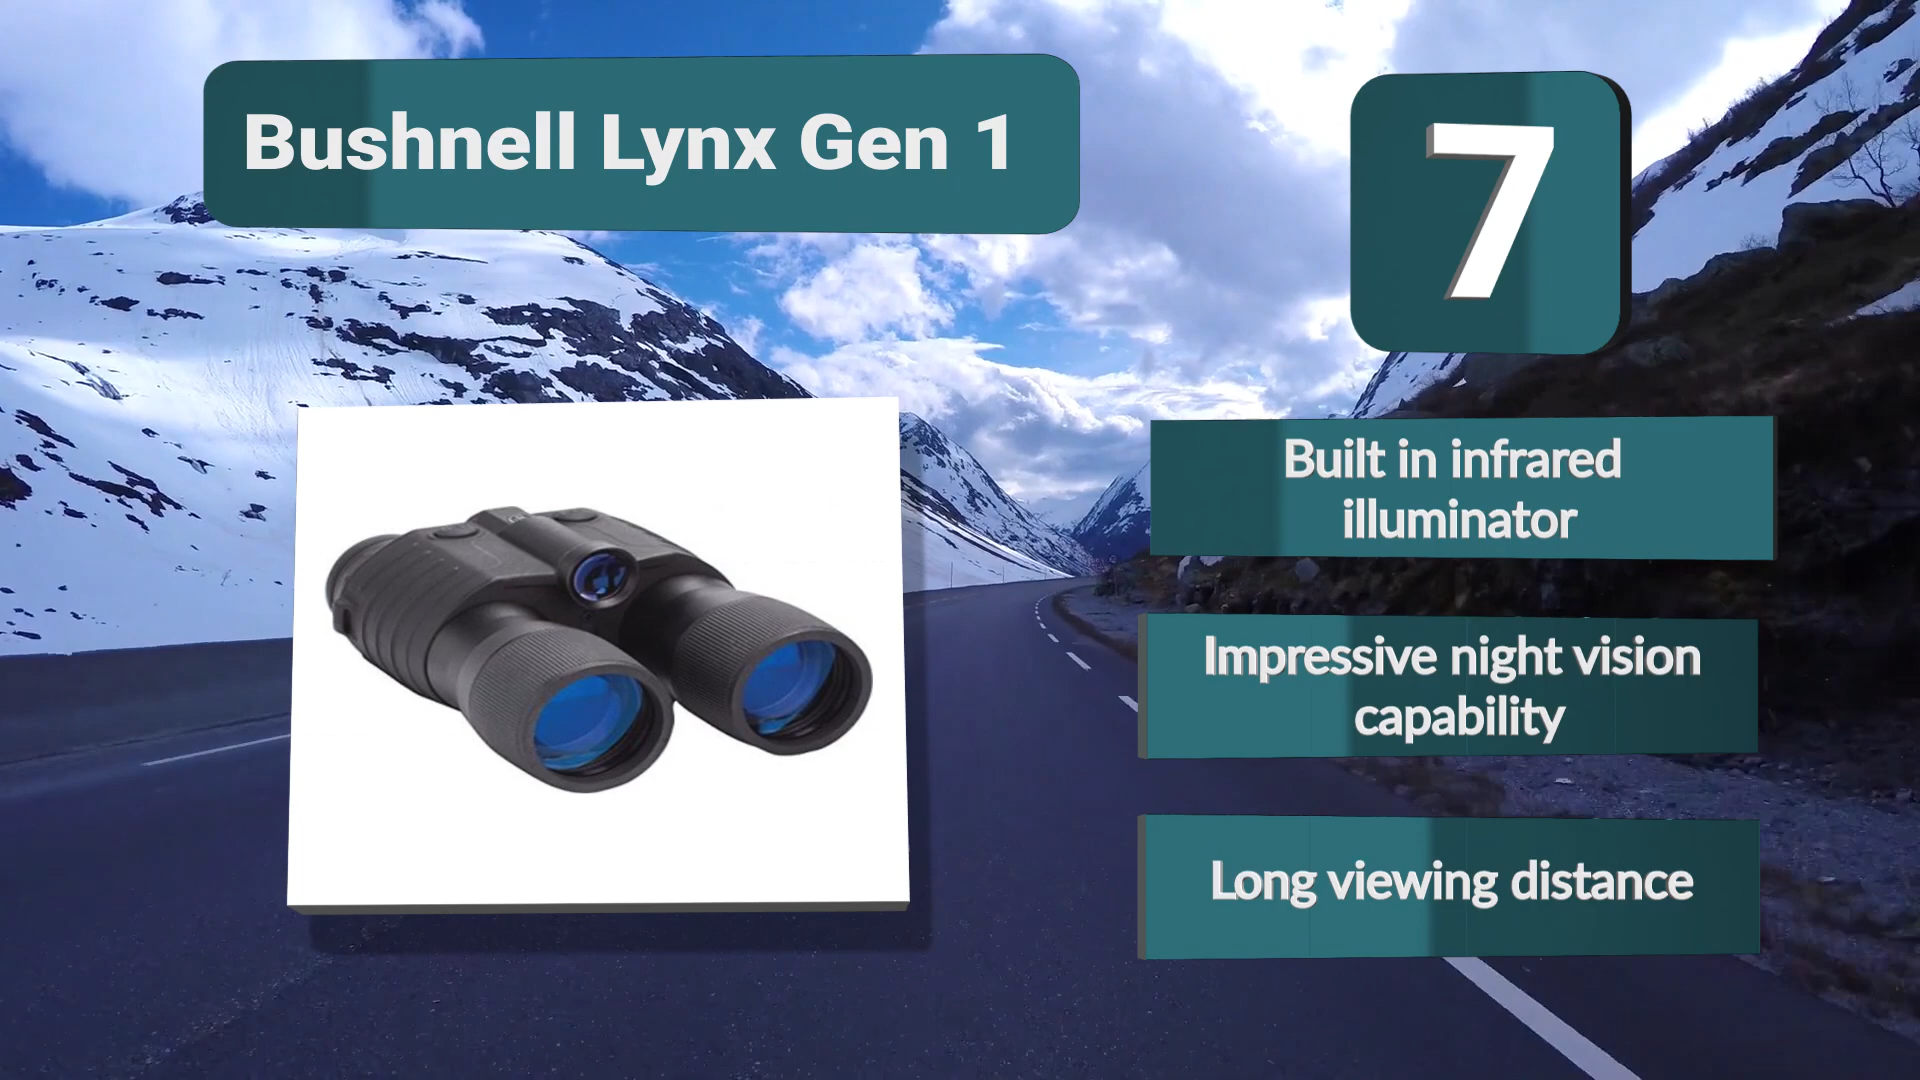 Bushnell Lynx Gen 1
7
Built in infrared
illuminator
Impressive night vision
capability
Long viewing distance